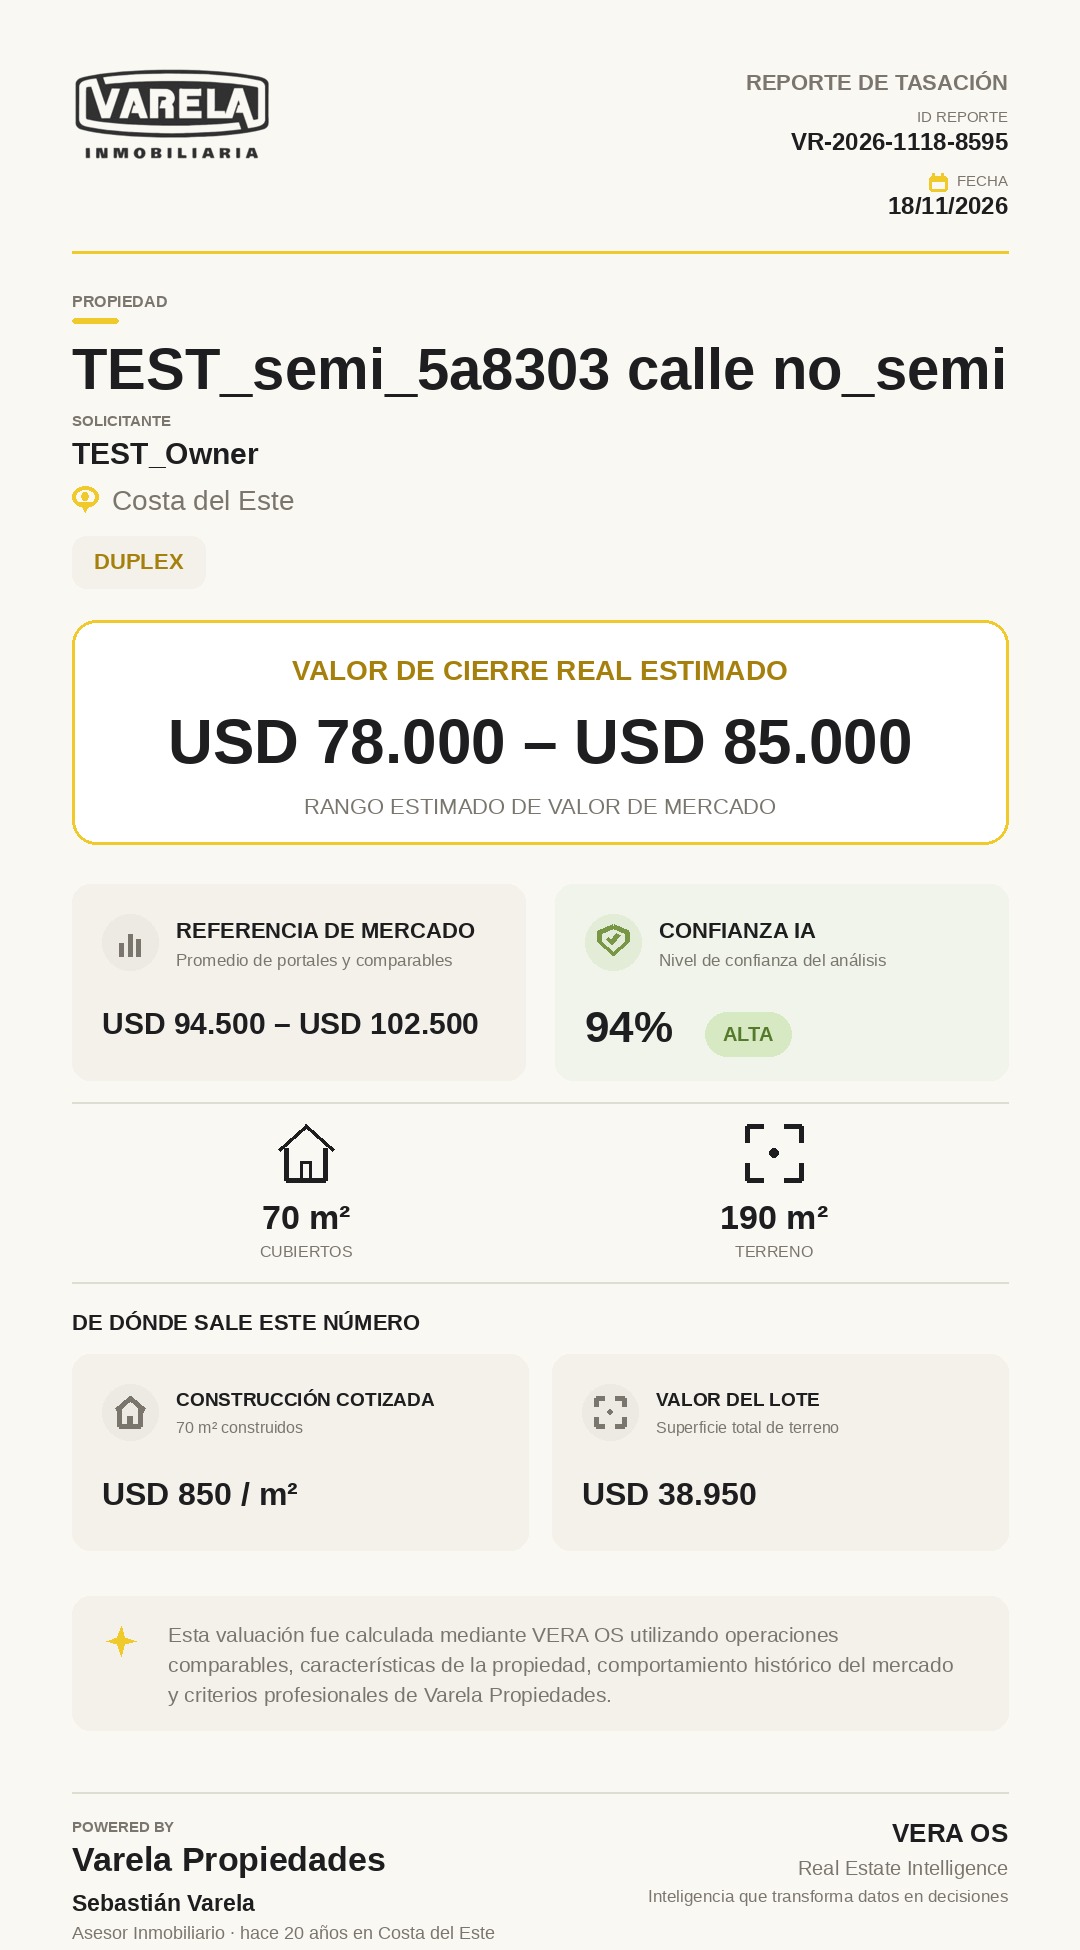 VARELA
INMOBILIARIA
REPORTE DE TASACIÓN
ID REPORTE
VR-2026-1118-8595
FECHA
18/11/2026
PROPIEDAD
TEST_semi_5a8303 calle no_semi
SOLICITANTE
TEST_Owner
Costa del Este
DUPLEX
VALOR DE CIERRE REAL ESTIMADO
USD 78.000 – USD 85.000
RANGO ESTIMADO DE VALOR DE MERCADO
REFERENCIA DE MERCADO
Promedio de portales y comparables
USD 94.500 – USD 102.500
CONFIANZA IA
Nivel de confianza del análisis
94%
ALTA
70 m²
CUBIERTOS
190 m²
TERRENO
DE DÓNDE SALE ESTE NÚMERO
CONSTRUCCIÓN COTIZADA
70 m² construidos
USD 850 / m²
VALOR DEL LOTE
Superficie total de terreno
USD 38.950
Esta valuación fue calculada mediante VERA OS utilizando operaciones
comparables, características de la propiedad, comportamiento histórico del mercado
y criterios profesionales de Varela Propiedades.
POWERED BY
Varela Propiedades
Sebastián Varela
Asesor Inmobiliario · hace 20 años en Costa del Este
VERA OS
Real Estate Intelligence
Inteligencia que transforma datos en decisiones